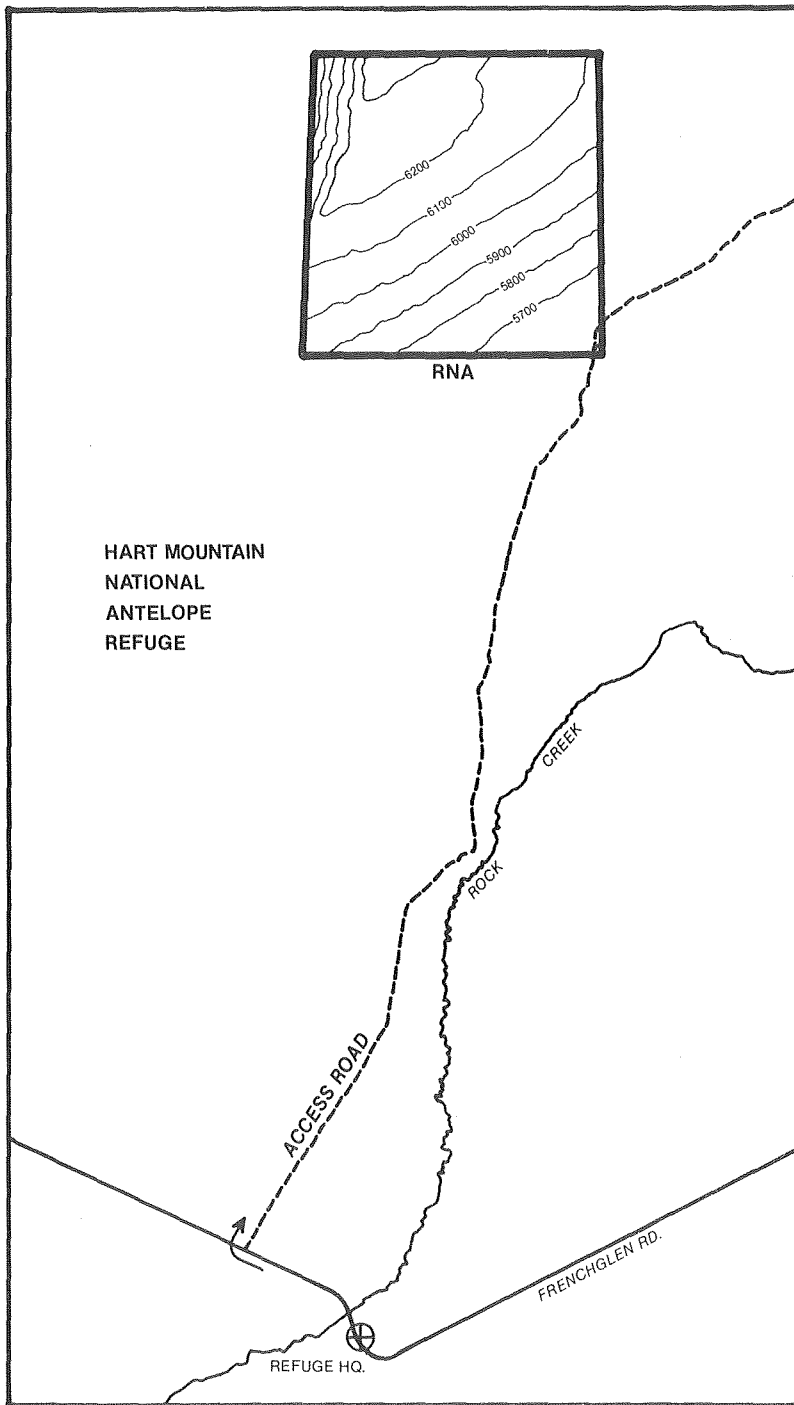 6200
6100
6000
5900
5800
5700
RNA
HART MOUNTAIN
NATIONAL
ANTELOPE
REFUGE
CREEK
ROCK
ACCESS ROAD
FRENCHGLEN RD.
REFUGE HQ.